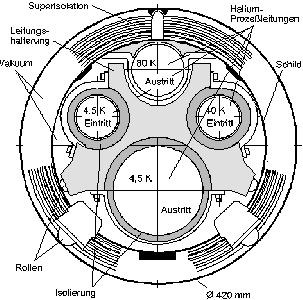 Superisolation
Helium-
Prozeßleitungen
Leitungs-
halterung
Vakuum
80 K
Austritt
Schild
4.5 K
Eintritt
40 K
Eintritt
4,5 K
Austritt
Rollen
Isolierung
Ø 420 mm